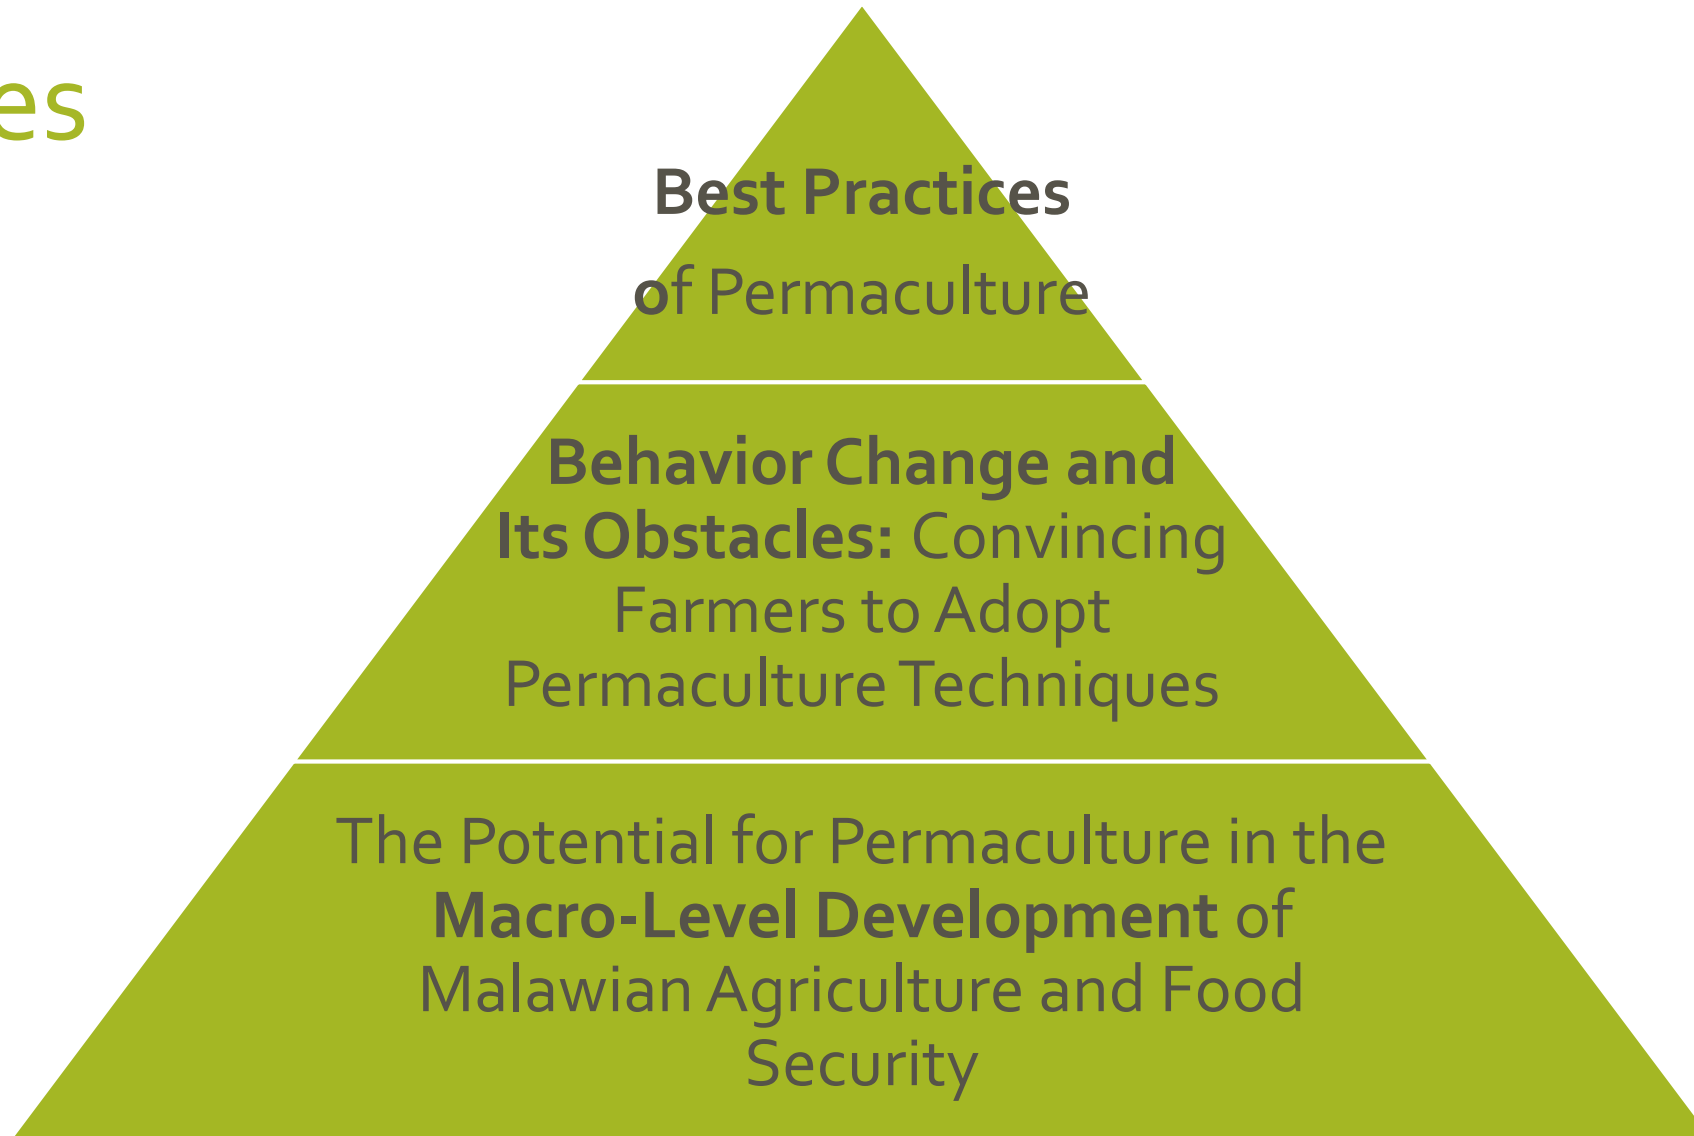 es
Best Practices
of Permaculture
Behavior Change and
Its Obstacles: Convincing
Farmers to Adopt
Permaculture Techniques
The Potential for Permaculture in the
Macro-Level Development of
Malawian Agriculture and Food
Security